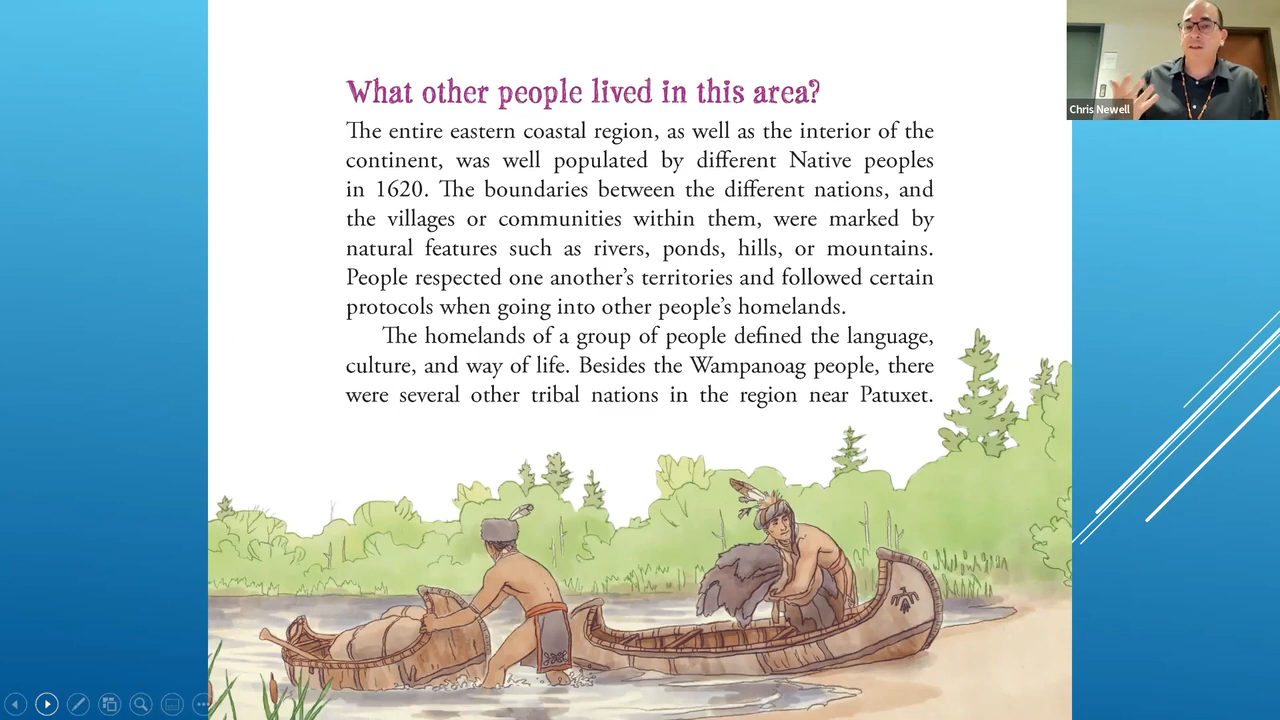 What other people lived in this area?
The entire eastern coastal region, as well as the interior of the
continent, was well populated by different Native peoples
in 1620. The boundaries between the different nations, and
the villages or communities within them, were marked by
natural features such as rivers, ponds, hills, or mountains.
People respected one another's territories and followed certain
protocols when going into other people's homelands.
The homelands of a group of people defined the language,
culture, and way of life. Besides the Wampanoag people, there
were several other tribal nations in the region near Patuxet.
Chris Newell